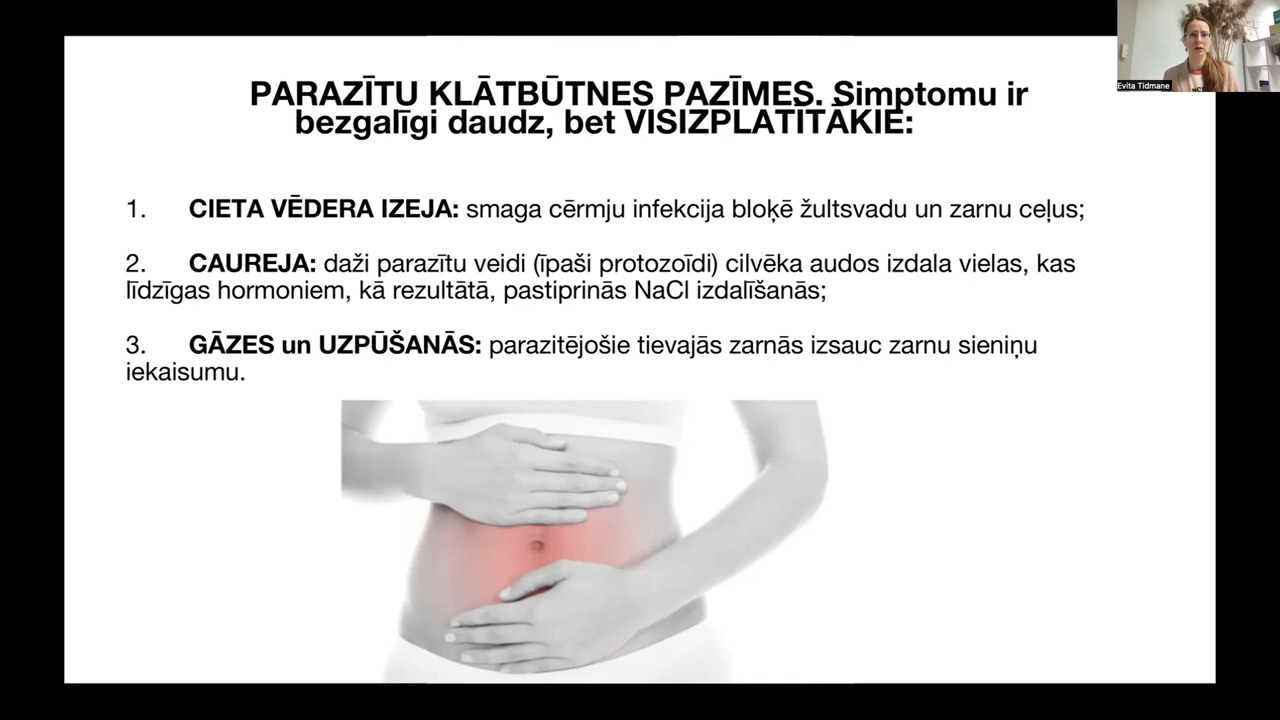 PARAZĪTU KLĀTBŪTNES PAZĪMES. Simptomu ir
bezgalīgi daudz, bet VISIZPLATĪTĀKIE:
1. CIETA VĒDERA IZEJA: smaga cērmju infekcija bloķē žultsvadu un zarnu ceļus;
2. CAUREJA: daži parazītu veidi (īpaši protozoīdi) cilvēka audos izdala vielas, kas
līdzīgas hormoniem, kā rezultātā, pastiprinās NaCl izdalīšanās;
3. GĀZES un UZPŪŠANĀS: parazitējošie tievajās zarnās izsauc zarnu sieniņu
iekaisumu.
Evita Tidmane